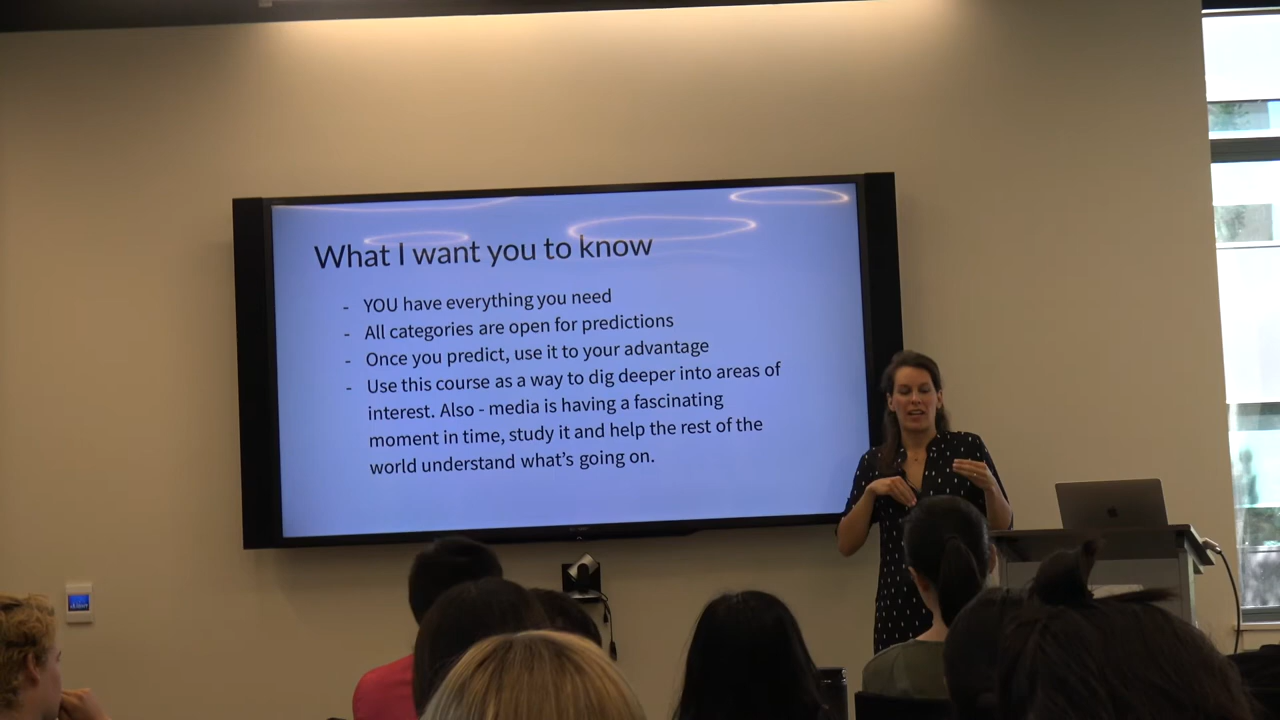 What I want you to know
- YOU have everything you need
- All categories are open for predictions
- Once you predict, use it to your advantage
- Use this course as a way to dig deeper into areas of
interest. Also - media is having a fascinating
moment in time, study it and help the rest of the
world understand what's going on.